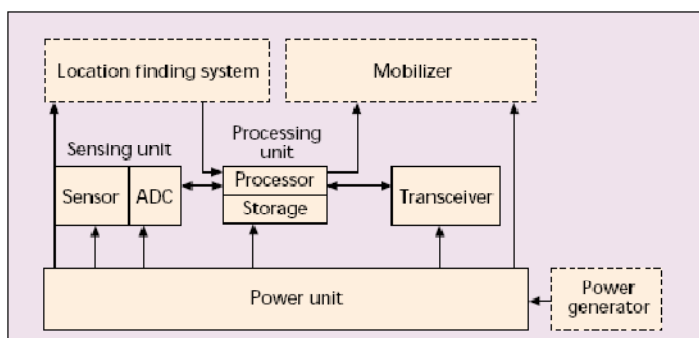 Location finding system
Mobilizer
Sensing unit
Processing
unit
Sensor
ADC
Processor
Storage
Transceiver
Power unit
Power
generator